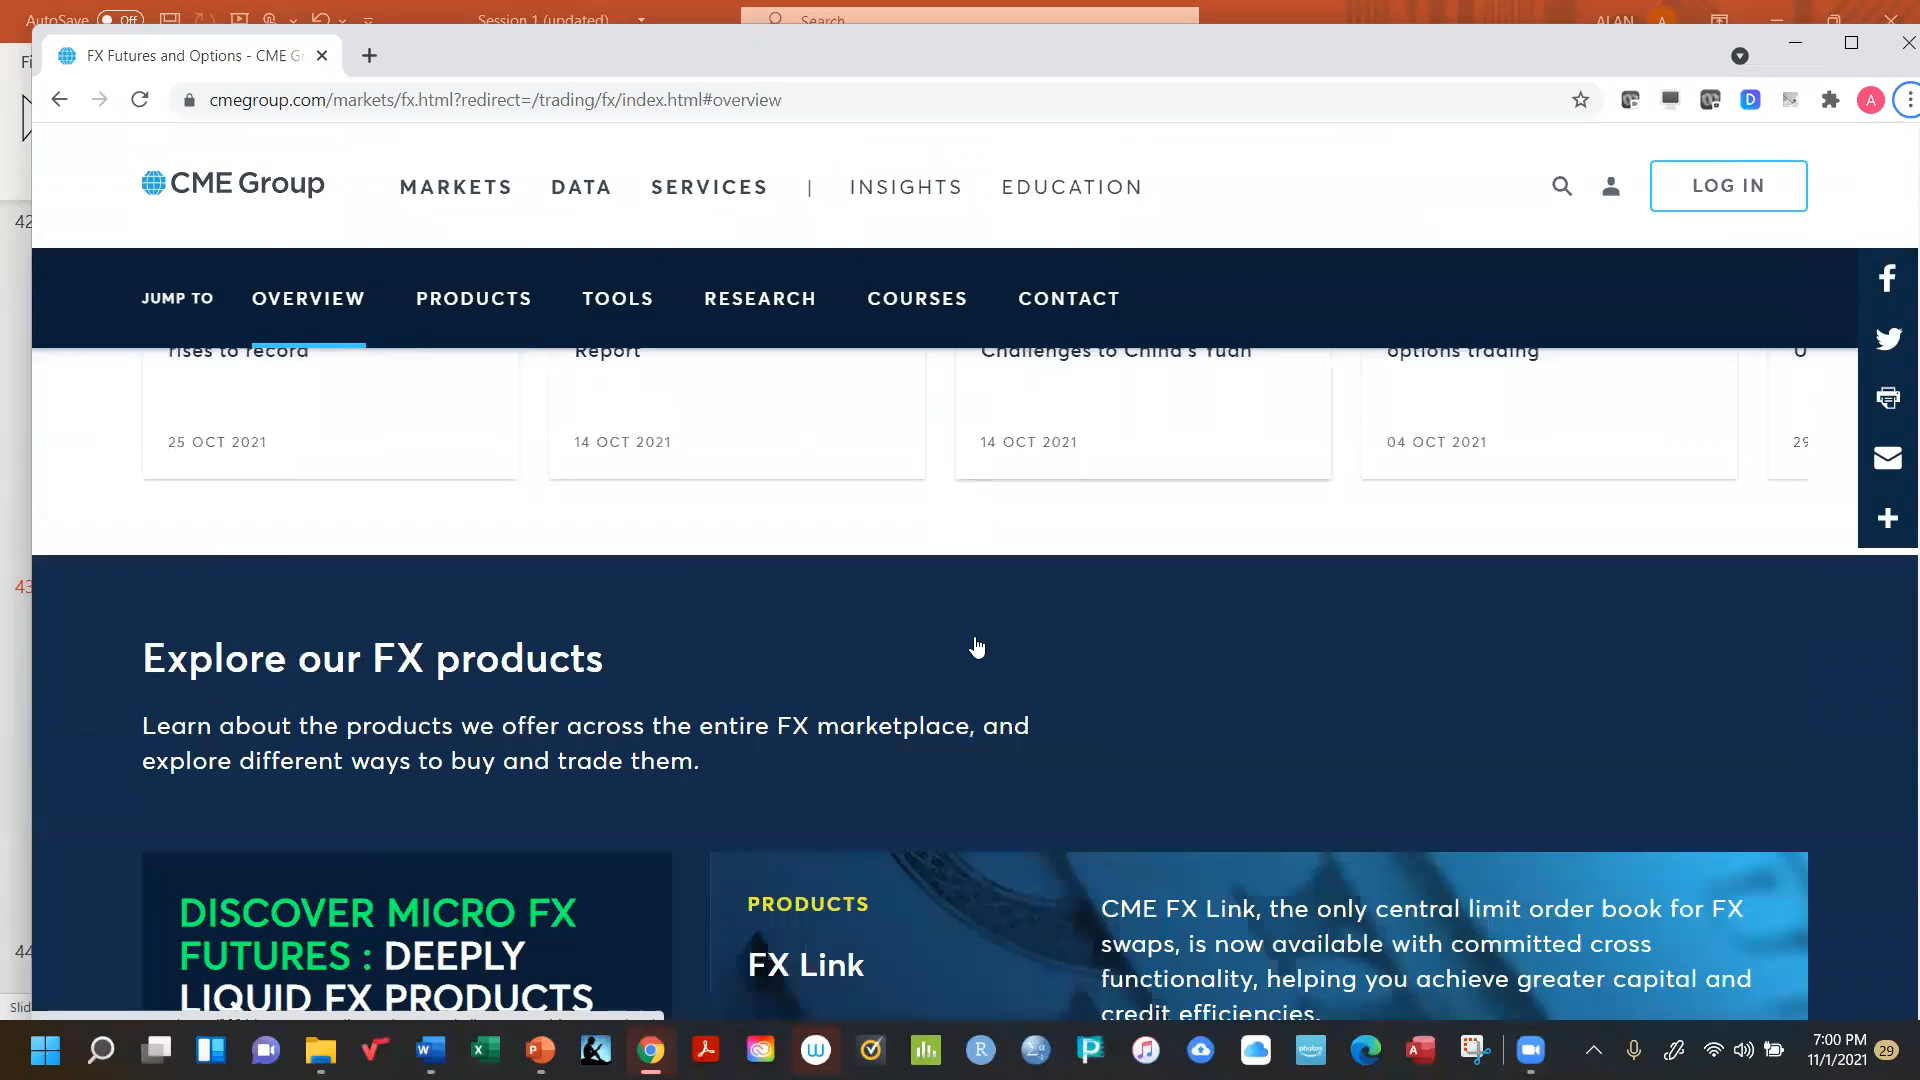 AutoSave Off
Session 1 (updated)
Search
ALAN A
FX Futures and Options - CME G
cmegroup.com/markets/fx.html?redirect=/trading/fx/index.html#overview
A
CME Group
MARKETS DATA SERVICES | INSIGHTS EDUCATION
LOG IN
JUMP TO OVERVIEW PRODUCTS TOOLS RESEARCH COURSES CONTACT
rises to record
Report
Challenges to China's Yuan
options trading
25 OCT 2021
14 OCT 2021
14 OCT 2021
04 OCT 2021
29
42
43
44
Explore our FX products
Learn about the products we offer across the entire FX marketplace, and
explore different ways to buy and trade them.
DISCOVER MICRO FX
FUTURES : DEEPLY
LIQUID FX PRODUCTS
PRODUCTS
FX Link
CME FX Link, the only central limit order book for FX
swaps, is now available with committed cross
functionality, helping you achieve greater capital and
credit efficiencies.
Slid
7:00 PM
11/1/2021
29